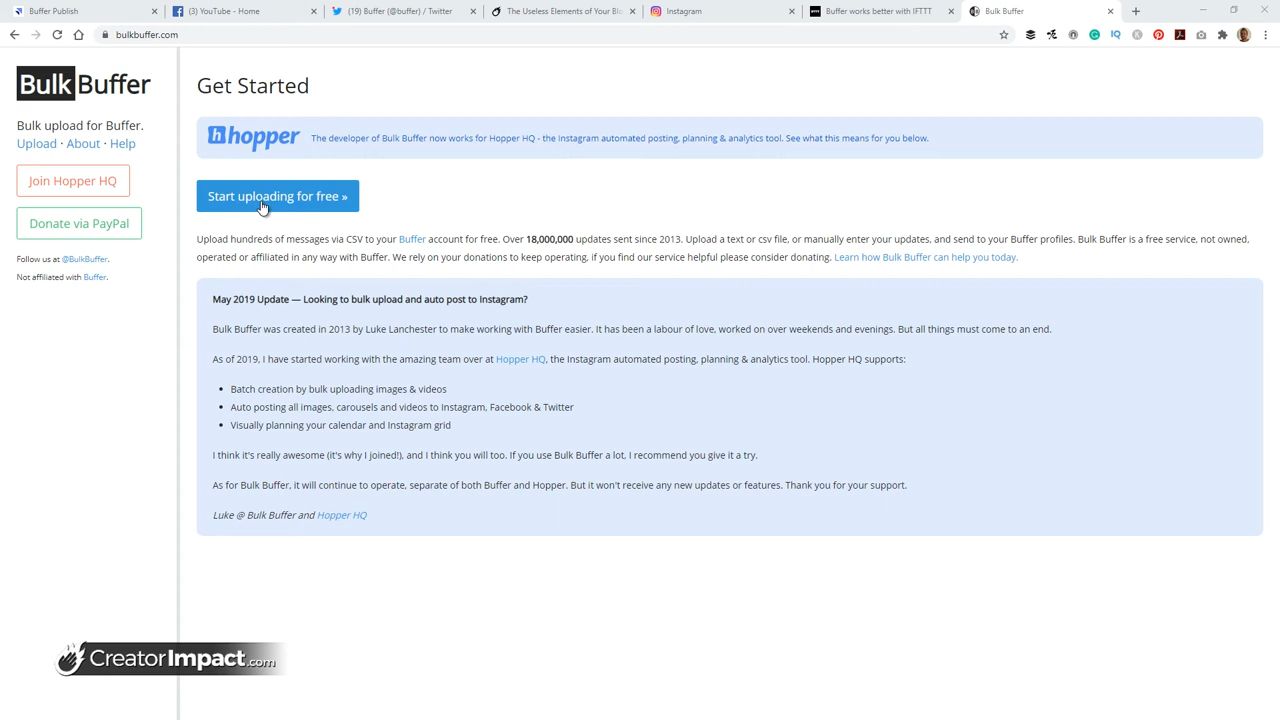 Buffer Publish
(3) YouTube - Home
(19) Buffer (@buffer) / Twitter
The Useless Elements of Your Blo
Instagram
Buffer works better with IFTTT
Bulk Buffer
bulkbuffer.com
BulkBuffer
Bulk upload for Buffer.
Upload · About · Help
Join Hopper HQ
Donate via PayPal
Follow us at @BulkBuffer.
Not affiliated with Buffer.
Get Started
hopper
The developer of Bulk Buffer now works for Hopper HQ - the Instagram automated posting, planning & analytics tool. See what this means for you below.
Start uploading for free »
Upload hundreds of messages via CSV to your Buffer account for free. Over 18,000,000 updates sent since 2013. Upload a text or csv file, or manually enter your updates, and send to your Buffer profiles. Bulk Buffer is a free service, not owned,
operated or affiliated in any way with Buffer. We rely on your donations to keep operating, if you find our service helpful please consider donating. Learn how Bulk Buffer can help you today.
May 2019 Update — Looking to bulk upload and auto post to Instagram?
Bulk Buffer was created in 2013 by Luke Lanchester to make working with Buffer easier. It has been a labour of love, worked on over weekends and evenings. But all things must come to an end.
As of 2019, I have started working with the amazing team over at Hopper HQ, the Instagram automated posting, planning & analytics tool. Hopper HQ supports:
• Batch creation by bulk uploading images & videos
• Auto posting all images, carousels and videos to Instagram, Facebook & Twitter
• Visually planning your calendar and Instagram grid
I think it's really awesome (it's why I joined!), and I think you will too. If you use Bulk Buffer a lot, I recommend you give it a try.
As for Bulk Buffer, it will continue to operate, separate of both Buffer and Hopper. But it won't receive any new updates or features. Thank you for your support.
Luke @ Bulk Buffer and Hopper HQ
CreatorImpact.com